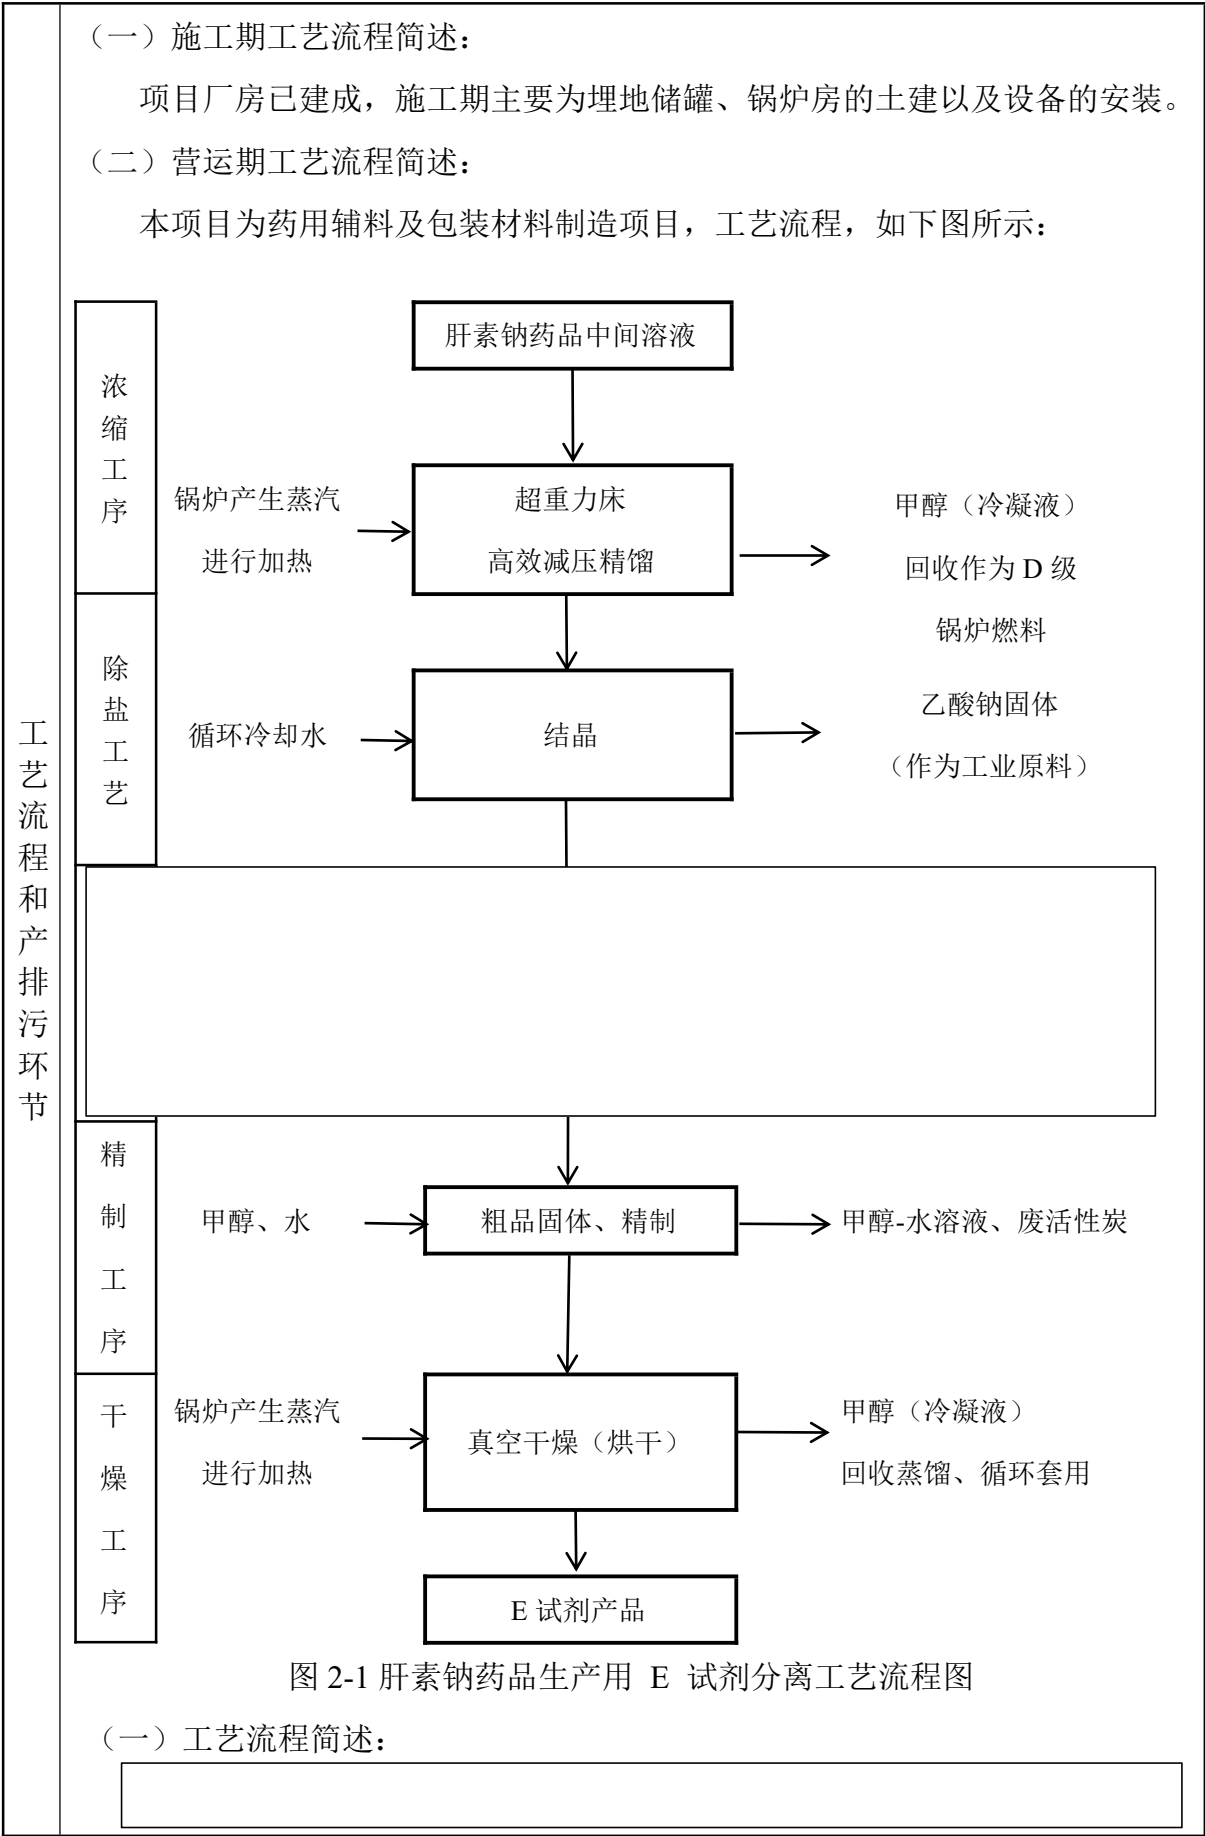 （一）施工期工艺流程简述：
项目厂房已建成，施工期主要为埋地储罐、锅炉房的土建以及设备的安装。
（二）营运期工艺流程简述：
本项目为药用辅料及包装材料制造项目，工艺流程，如下图所示：
工艺流程和产排污环节
浓缩工序
肝素钠药品中间溶液
锅炉产生蒸汽
进行加热
超重力床
高效减压精馏
甲醇（冷凝液）
回收作为 D 级
锅炉燃料
除盐工艺
循环冷却水
结晶
乙酸钠固体
（作为工业原料）
精制工序
甲醇、水
粗品固体、精制
甲醇-水溶液、废活性炭
干燥工序
锅炉产生蒸汽
进行加热
真空干燥（烘干）
甲醇（冷凝液）
回收蒸馏、循环套用
E 试剂产品
图 2-1 肝素钠药品生产用 E 试剂分离工艺流程图
（一）工艺流程简述：